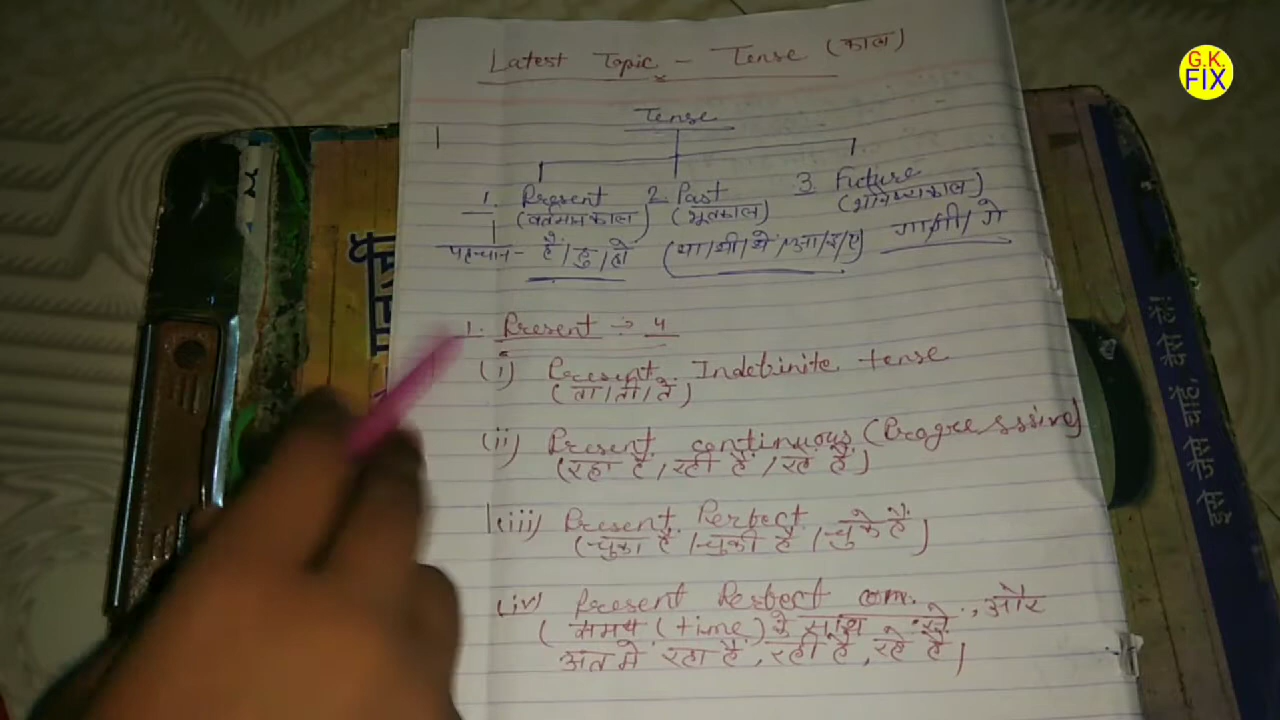 Latest Topic - Tense (काल)
G.K.
FIX
Tense
1. Present 2 Past 3 Future
(वर्तमान काल) (भूतकाल) (भविष्यकाल)
पहचान - है/हु/हो (था/थी/थे/आ/इ/ए) गा/गी/गे
1. Present → 4
(i) Present Indefinite tense
(ता/ती/ते)
(ii) Present continuous (Progressssive)
(रहा है/रही है/रहे हैं)
(iii) Present Perfect
(चुका है/चुकी है/चुके हैं)
(iv) Present Perfect con.
(समय (time) के साथ से, और
अंत मे रहा है, रही है, रहे है)
इसे जैसे चाहें, वैसे लें!